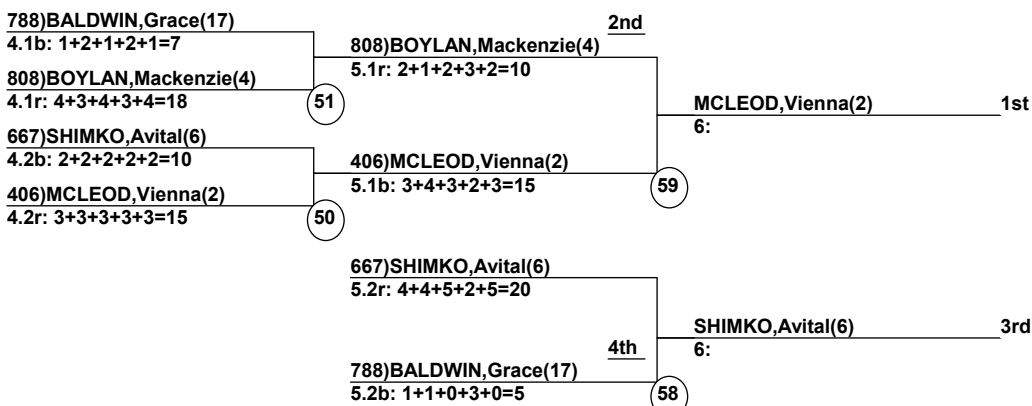 788)BALDWIN,Grace(17)
4.1b: 1+2+1+2+1=7
808)BOYLAN,Mackenzie(4)
4.1r: 4+3+4+3+4=18
51
667)SHIMKO,Avital(6)
4.2b: 2+2+2+2+2=10
406)MCLEOD,Vienna(2)
4.2r: 3+3+3+3+3=15
50
2nd
808)BOYLAN,Mackenzie(4)
5.1r: 2+1+2+3+2=10
406)MCLEOD,Vienna(2)
5.1b: 3+4+3+2+3=15
59
MCLEOD,Vienna(2)
1st
6:
667)SHIMKO,Avital(6)
5.2r: 4+4+5+2+5=20
4th
788)BALDWIN,Grace(17)
5.2b: 1+1+0+3+0=5
58
SHIMKO,Avital(6)
3rd
6: